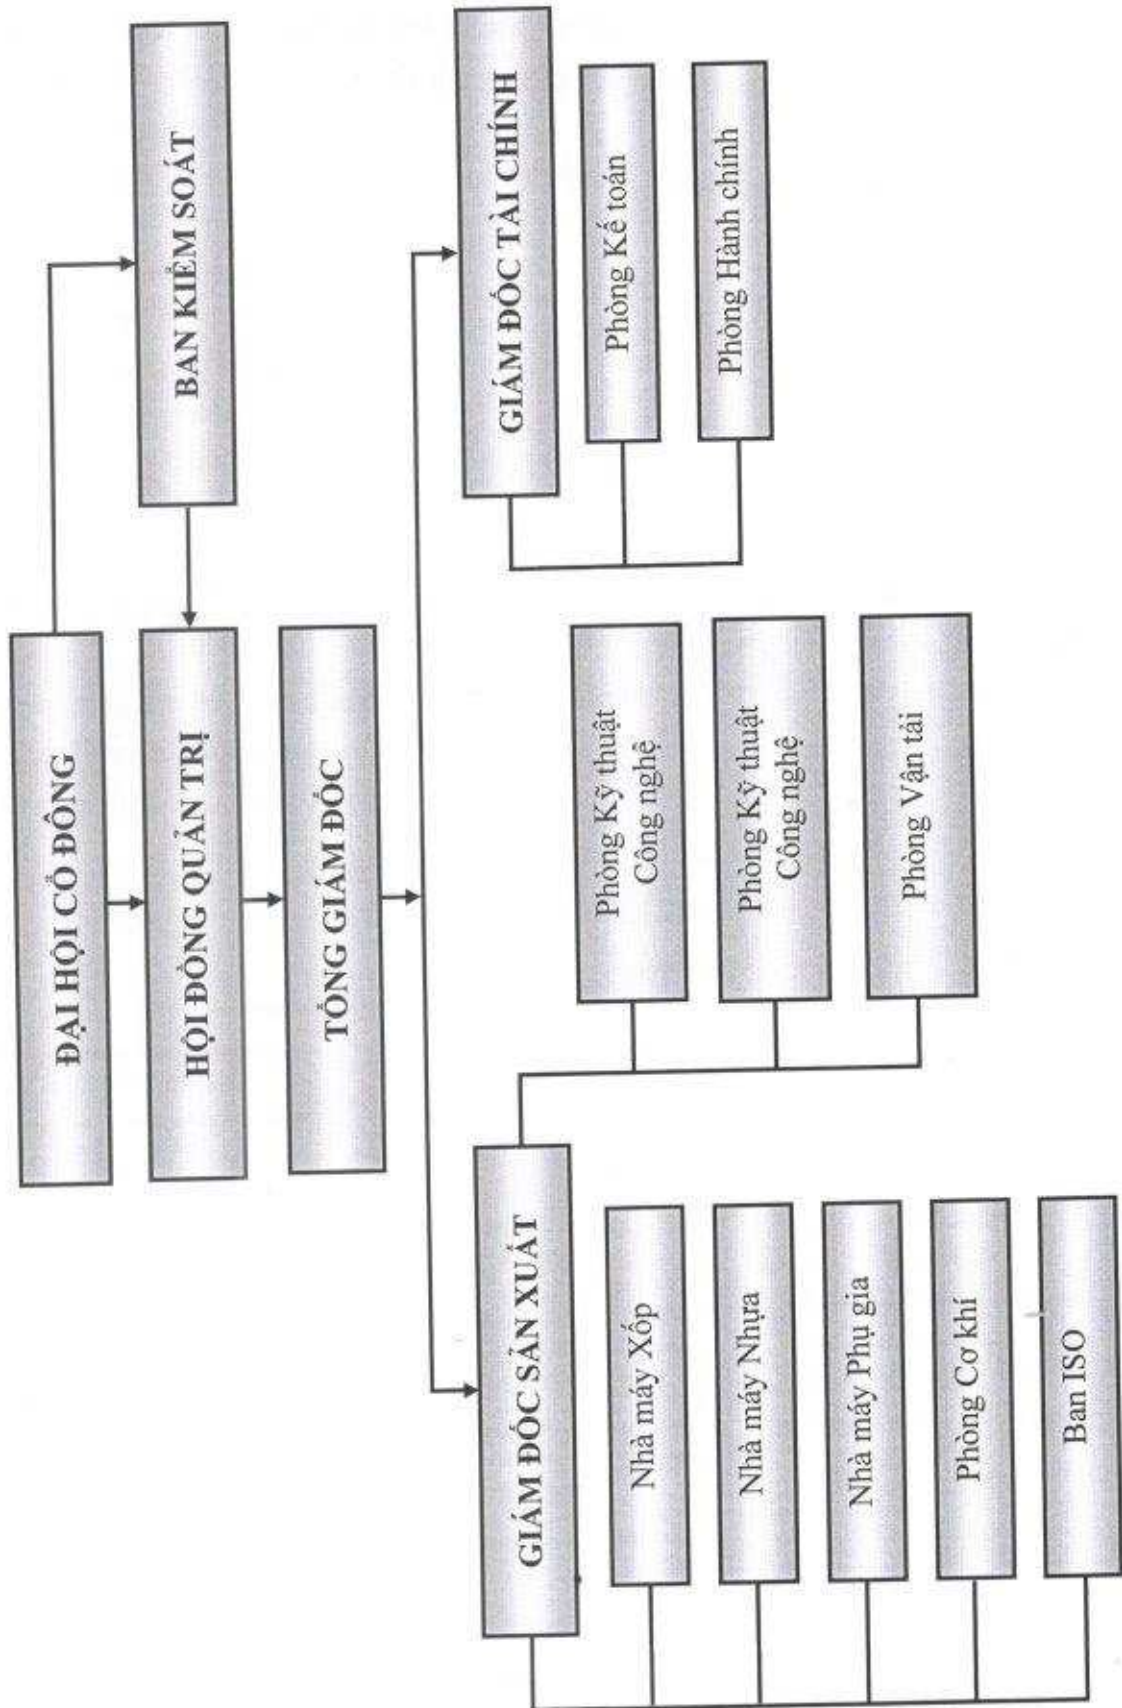 ĐẠI HỘI CỔ ĐÔNG
BAN KIỂM SOÁT
HỘI ĐỒNG QUẢN TRỊ
TỔNG GIÁM ĐỐC
GIÁM ĐỐC SẢN XUẤT
GIÁM ĐỐC TÀI CHÍNH
Nhà máy Xốp
Nhà máy Nhựa
Nhà máy Phụ gia
Phòng Cơ khí
Ban ISO
Phòng Kỹ thuật
Công nghệ
Phòng Kỹ thuật
Công nghệ
Phòng Vận tải
Phòng Kế toán
Phòng Hành chính